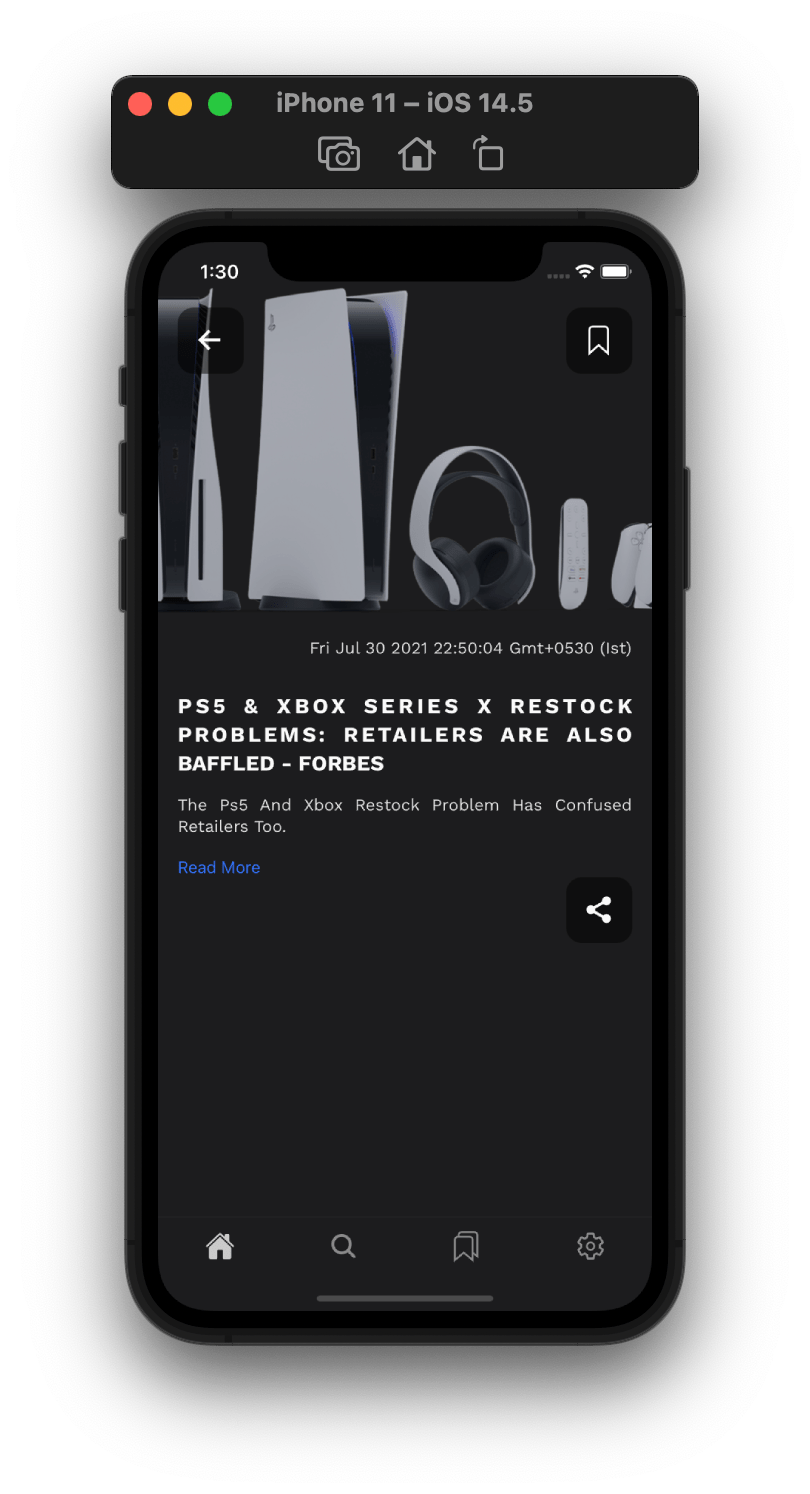 iPhone 11 – iOS 14.5
1:30
Fri Jul 30 2021 22:50:04 Gmt+0530 (Ist)
PS5 & XBOX SERIES X RESTOCK
PROBLEMS: RETAILERS ARE ALSO
BAFFLED - FORBES
The Ps5 And Xbox Restock Problem Has Confused
Retailers Too.
Read More